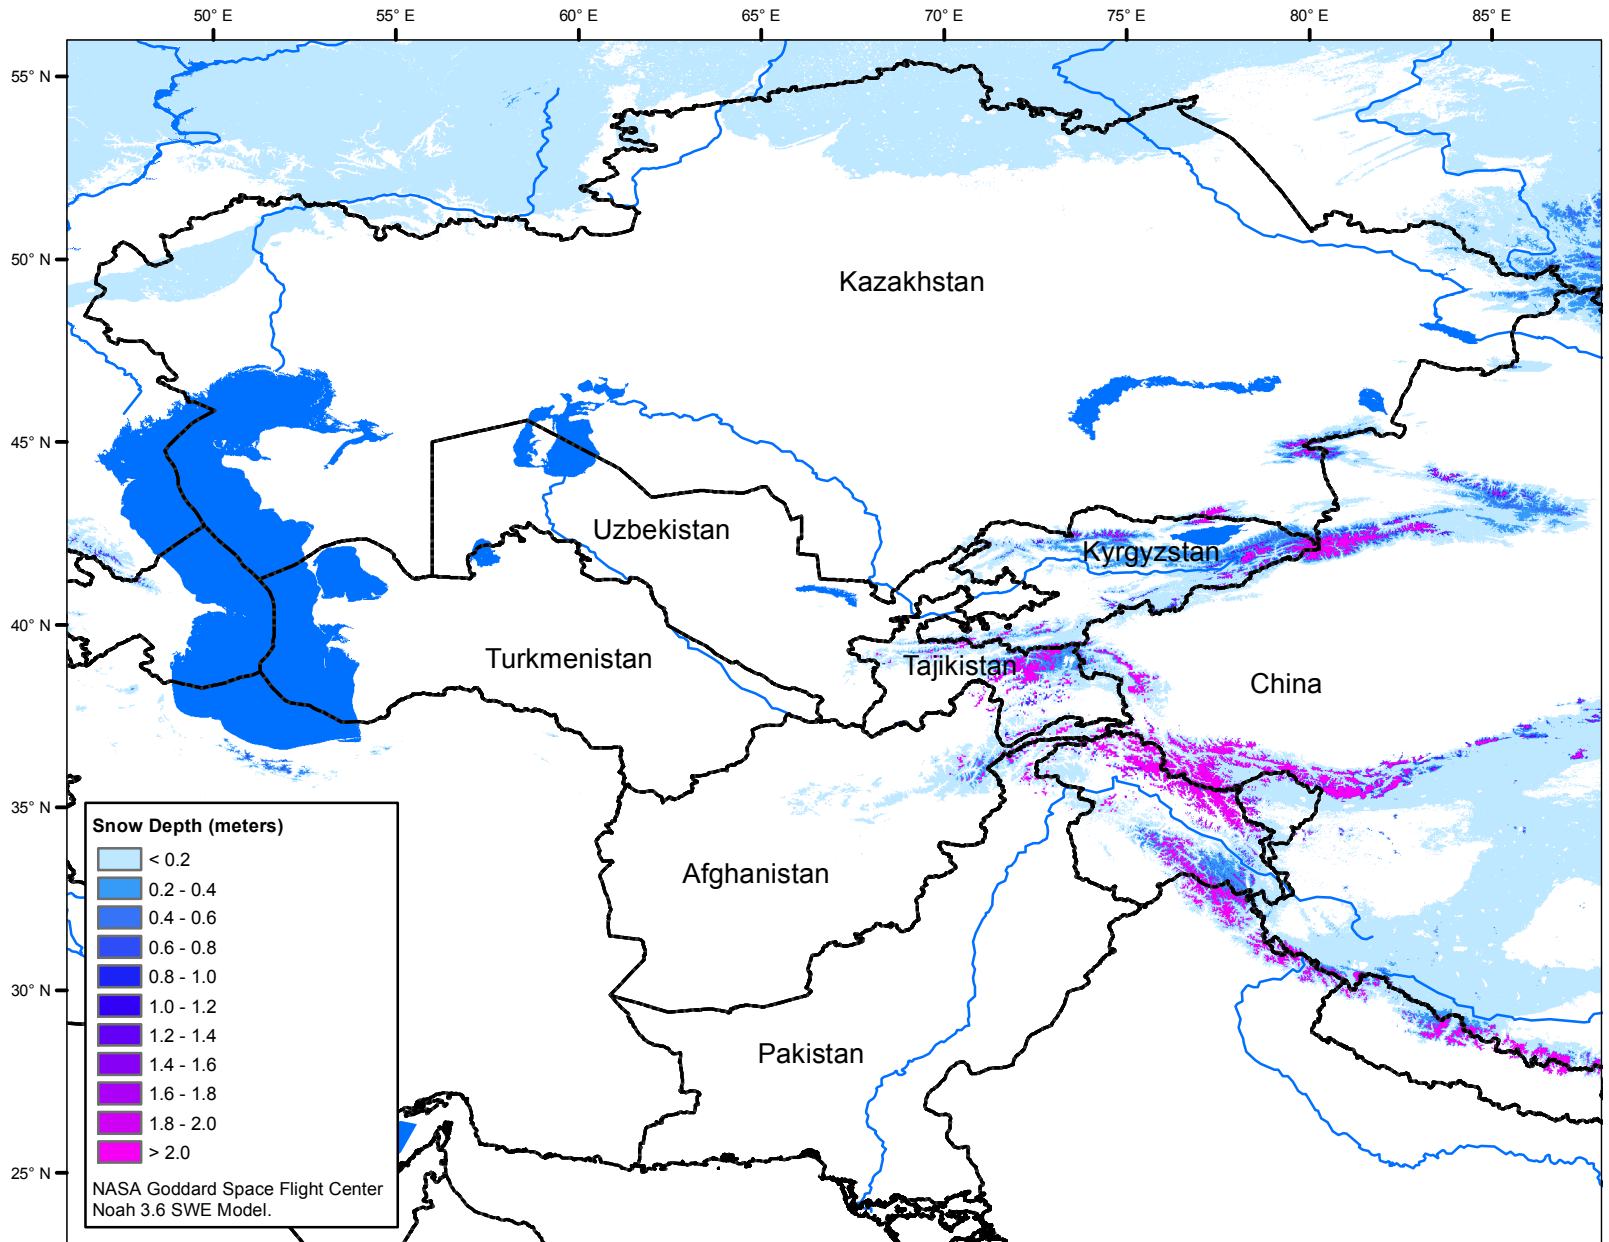 50° E 55° E 60° E 65° E 70° E 75° E 80° E 85° E
55° N
50° N
45° N
40° N
35° N
30° N
25° N
Kazakhstan
Uzbekistan
Kyrgyzstan
Turkmenistan
Tajikistan
China
Afghanistan
Pakistan
Snow Depth (meters)
< 0.2
0.2 - 0.4
0.4 - 0.6
0.6 - 0.8
0.8 - 1.0
1.0 - 1.2
1.2 - 1.4
1.4 - 1.6
1.6 - 1.8
1.8 - 2.0
> 2.0
NASA Goddard Space Flight Center
Noah 3.6 SWE Model.